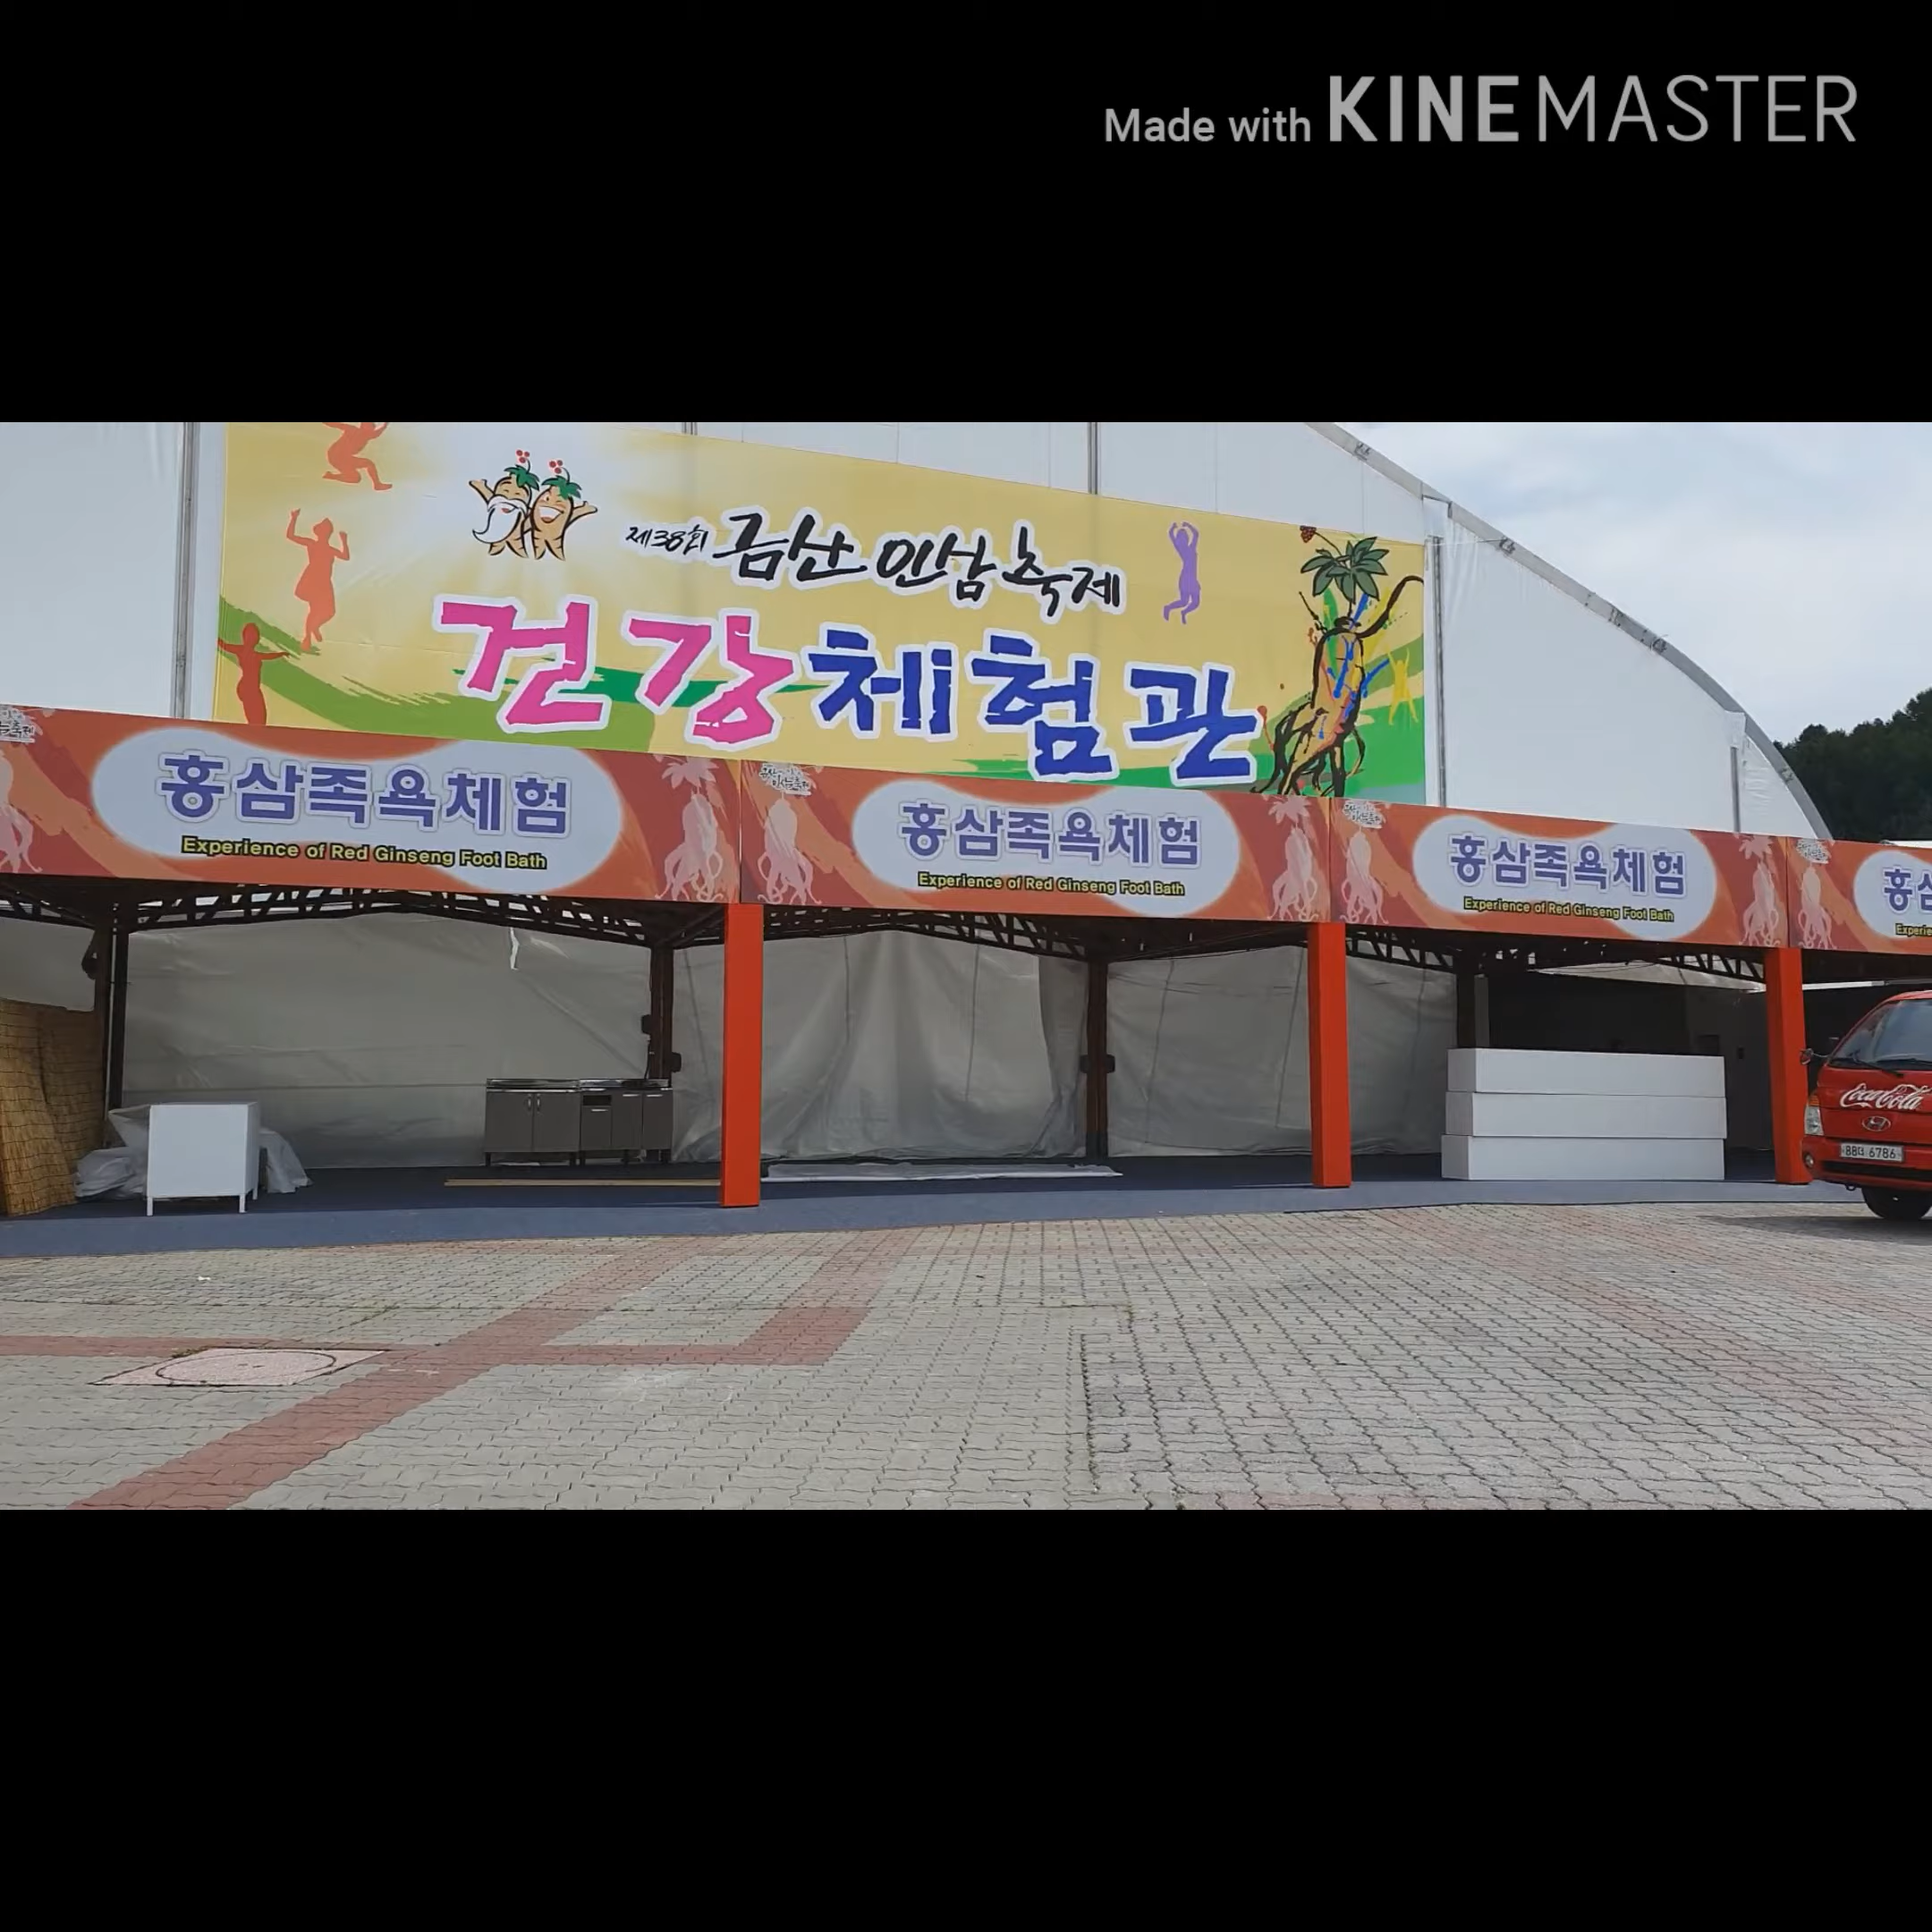 Made with KINEMASTER
제38회 금산 인삼 축제
건강체험관
홍삼족욕체험
Experience of Red Ginseng Foot Bath
홍삼족욕체험
Experience of Red Ginseng Foot Bath
홍삼족욕체험
Experience of Red Ginseng Foot Bath
Coca-Cola